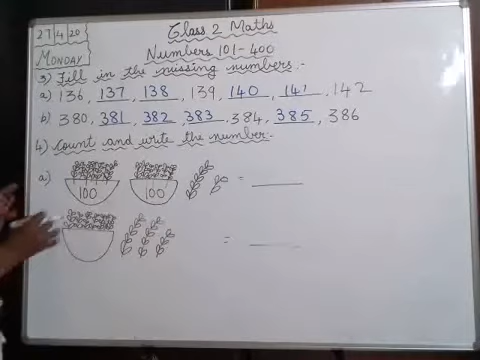 27 4 20
MONDAY
Class 2 Maths
Numbers 101-400
3) Fill in the missing numbers:-
a) 136, 137, 138, 139, 140, 141, 142
b) 380, 381, 382, 383, 384, 385, 386
4) Count and write the number.
a) 100 100 = ____
= ____